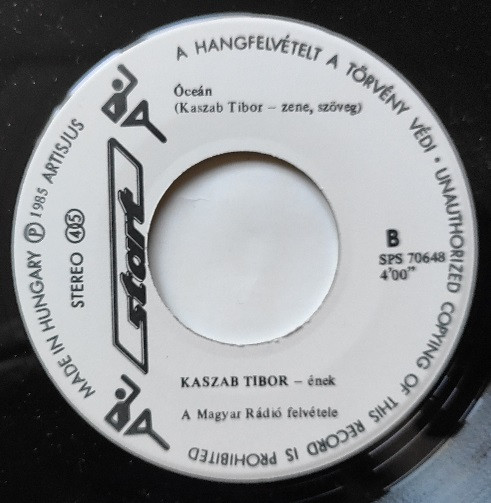 A HANGFELVÉTELT A TÖRVÉNY VÉDI • UNAUTHORIZED COPYING OF THIS RECORD IS PROHIBITED
MADE IN HUNGARY Ⓟ 1985 ARTISJUS
STEREO 45
start
Óceán
(Kaszab Tibor – zene, szöveg)
B
SPS 70648
4'00"
KASZAB TIBOR – ének
A Magyar Rádió felvétele